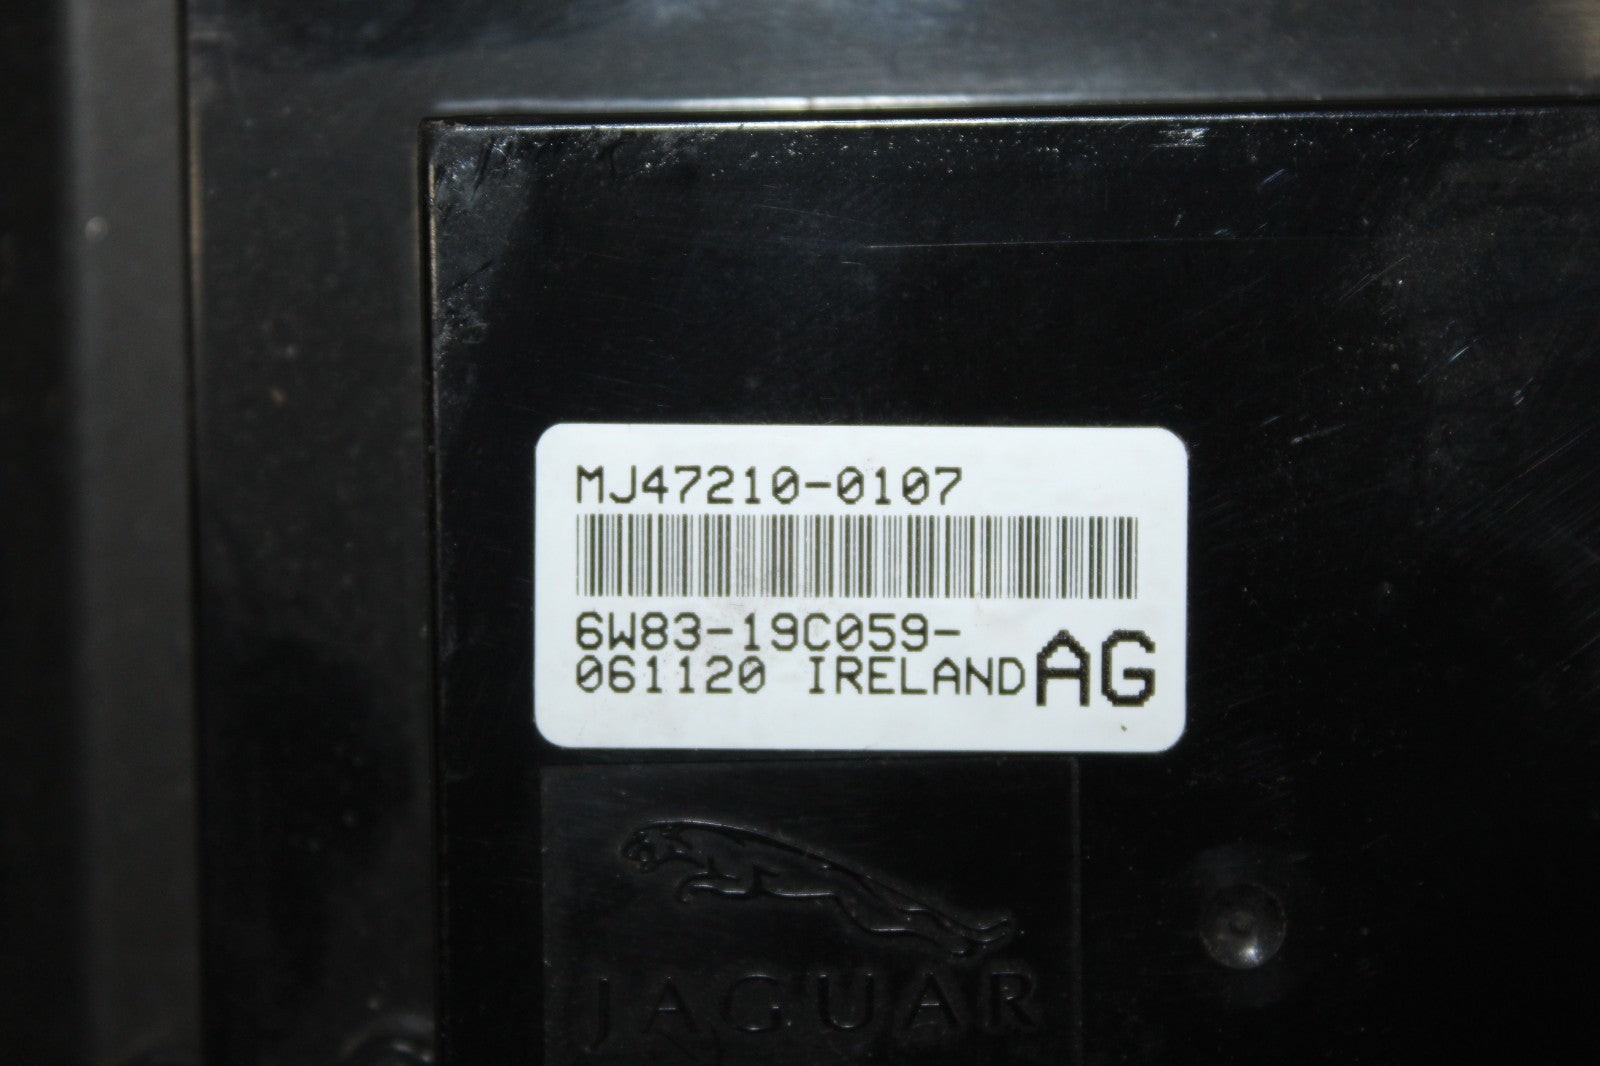 MJ47210-0107
6W83-19C059-
061120 IRELAND AG
JAGUAR